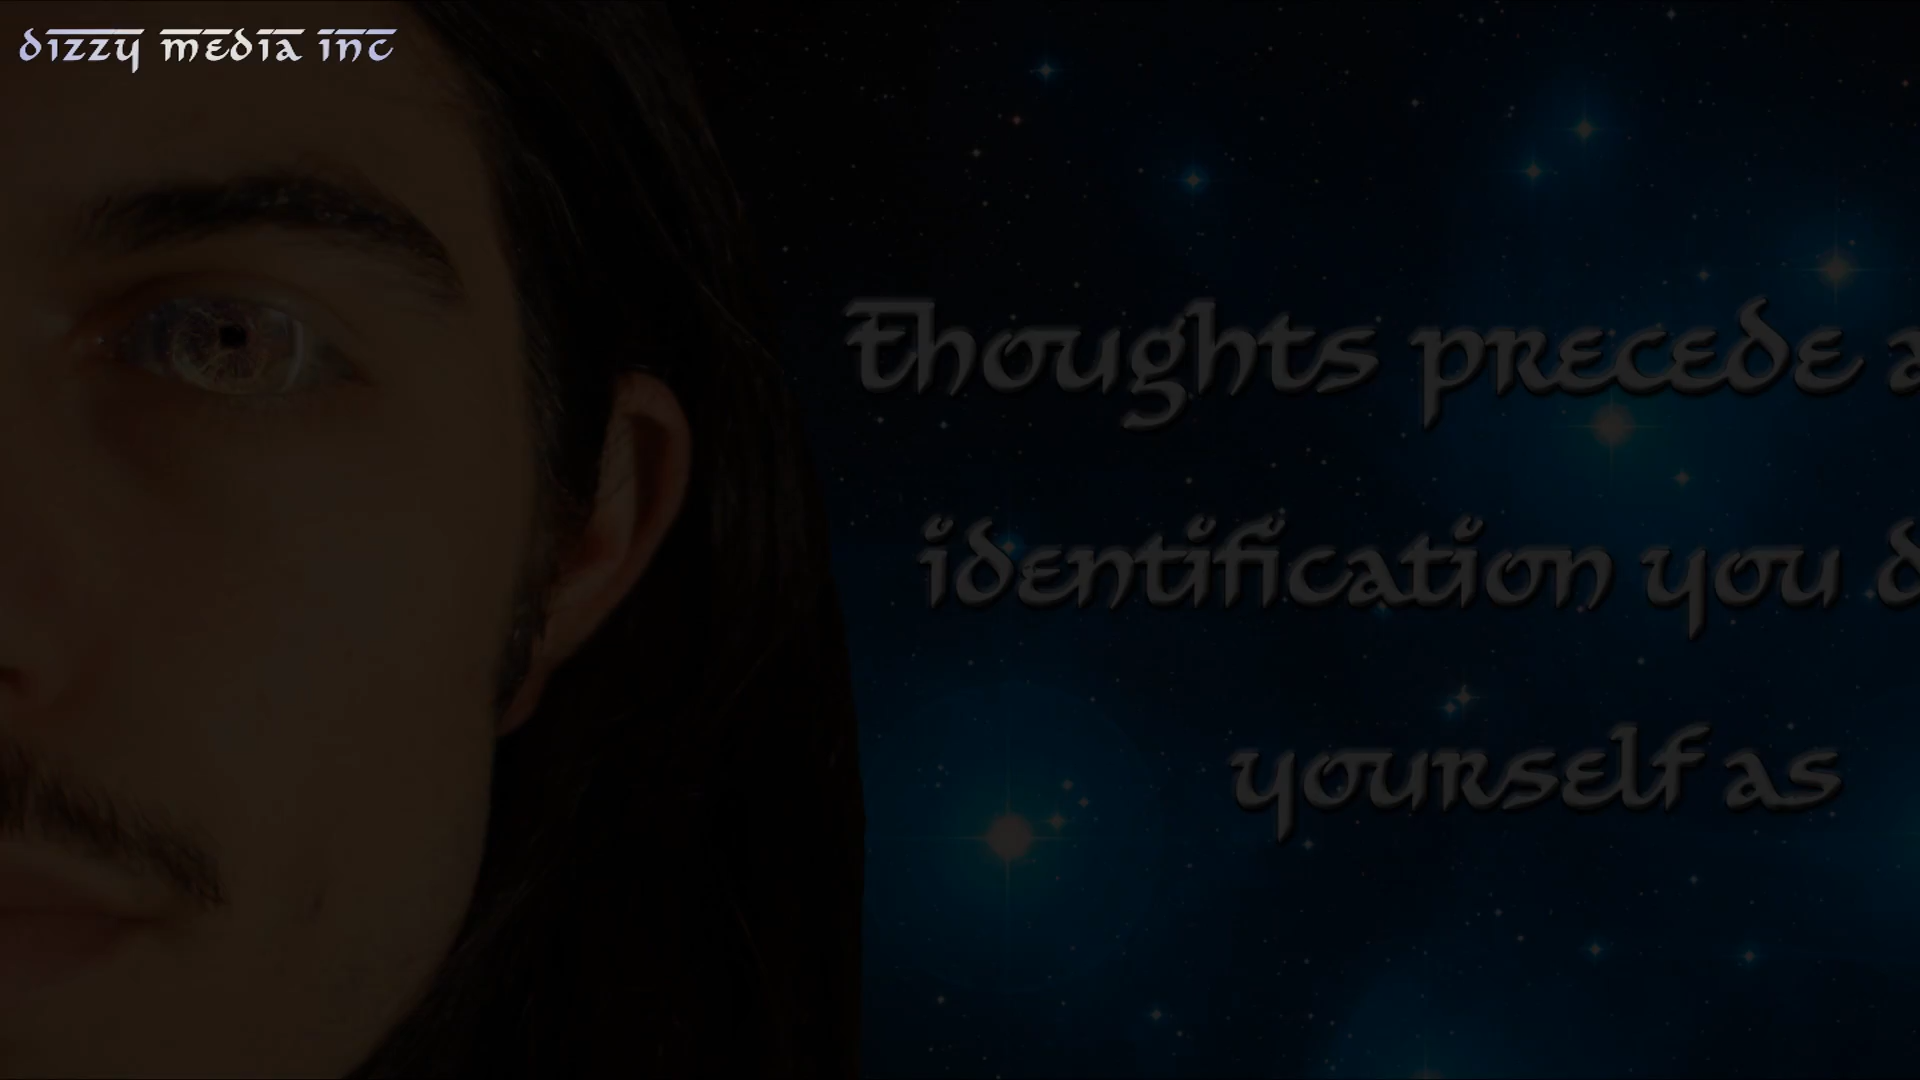 dizzy media inc
Thoughts precede a
identification you d
yourself as